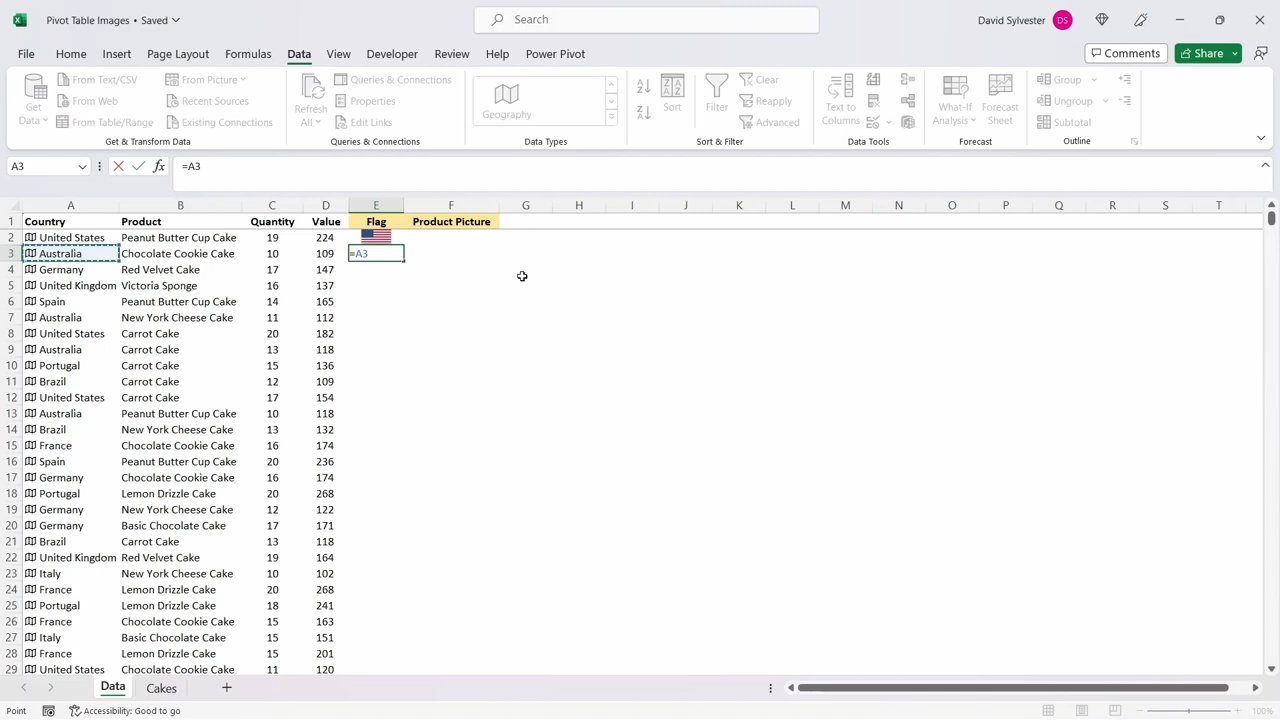 Pivot Table Images • Saved
Search
David Sylvester DS
File Home Insert Page Layout Formulas Data View Developer Review Help Power Pivot
Comments Share
Get Data
From Text/CSV
From Web
From Table/Range
From Picture
Recent Sources
Existing Connections
Get & Transform Data
Refresh All
Queries & Connections
Properties
Edit Links
Queries & Connections
Geography
Data Types
Sort
Filter
Clear
Reapply
Advanced
Sort & Filter
Text to Columns
Data Tools
What-If Analysis
Forecast Sheet
Forecast
Group
Ungroup
Subtotal
Outline
A3 fx =A3
A B C D E F G H I J K L M N O P Q R S T
1 Country Product Quantity Value Flag Product Picture
2 United States Peanut Butter Cup Cake 19 224
3 Australia Chocolate Cookie Cake 10 109 =A3
4 Germany Red Velvet Cake 17 147
5 United Kingdom Victoria Sponge 16 137
6 Spain Peanut Butter Cup Cake 14 165
7 Australia New York Cheese Cake 11 112
8 United States Carrot Cake 20 182
9 Australia Carrot Cake 13 118
10 Portugal Carrot Cake 15 136
11 Brazil Carrot Cake 12 109
12 United States Carrot Cake 17 154
13 Australia Peanut Butter Cup Cake 10 118
14 Brazil New York Cheese Cake 13 132
15 France Chocolate Cookie Cake 16 174
16 Spain Peanut Butter Cup Cake 20 236
17 Germany Chocolate Cookie Cake 16 174
18 Portugal Lemon Drizzle Cake 20 268
19 Germany New York Cheese Cake 12 122
20 Germany Basic Chocolate Cake 17 171
21 Brazil Carrot Cake 13 118
22 United Kingdom Red Velvet Cake 19 164
23 Italy New York Cheese Cake 10 102
24 France Lemon Drizzle Cake 20 268
25 Portugal Lemon Drizzle Cake 18 241
26 France Chocolate Cookie Cake 15 163
27 Italy Basic Chocolate Cake 15 151
28 France Lemon Drizzle Cake 15 201
29 United States Chocolate Cookie Cake 11 120
Data Cakes
Point Accessibility: Good to go 100%